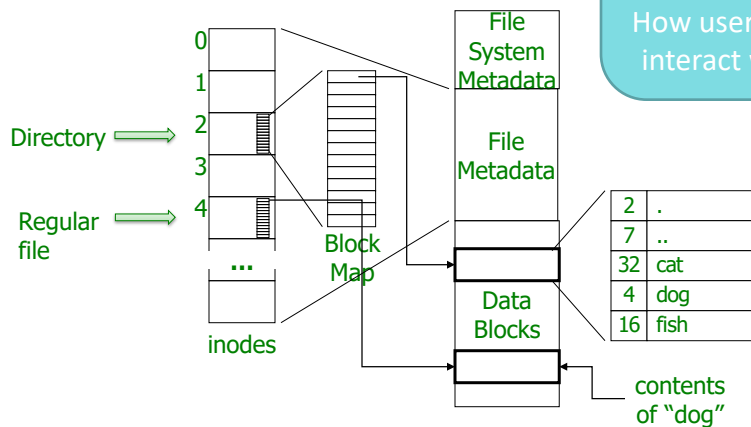 How user
interact
0
1
2
3
4
...
inodes
Directory
Regular
file
Block
Map
File
System
Metadata
File
Metadata
Data
Blocks
2 .
7 ..
32 cat
4 dog
16 fish
contents
of “dog”